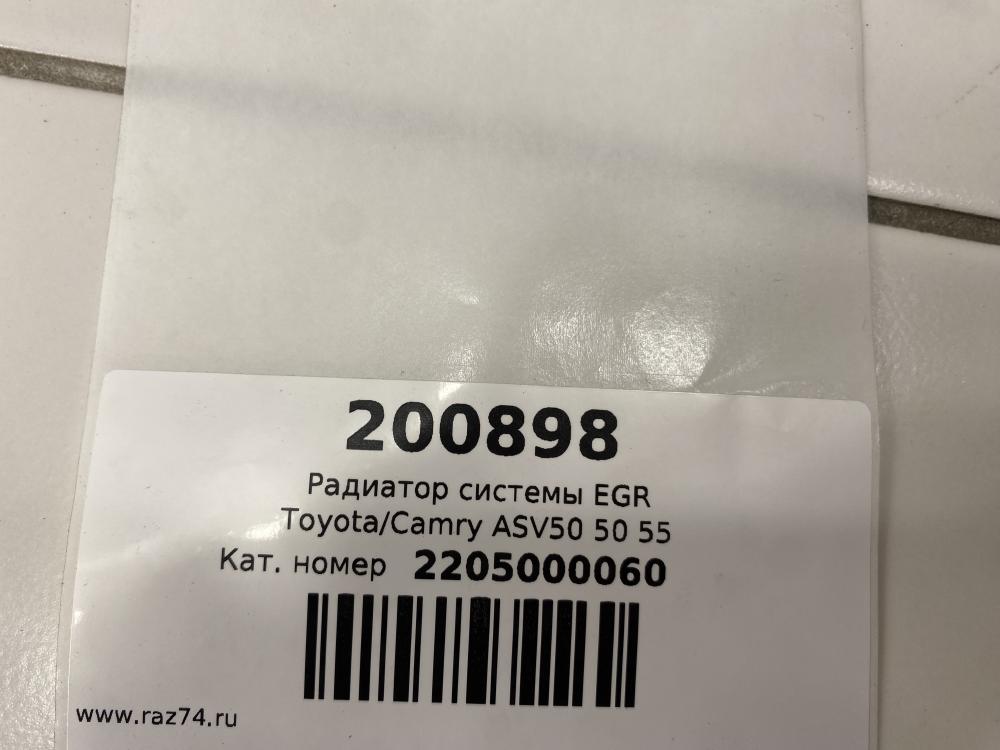 200898
Радиатор системы EGR
Toyota/Camry ASV50 50 55
Кат. номер 2205000060
www.raz74.ru